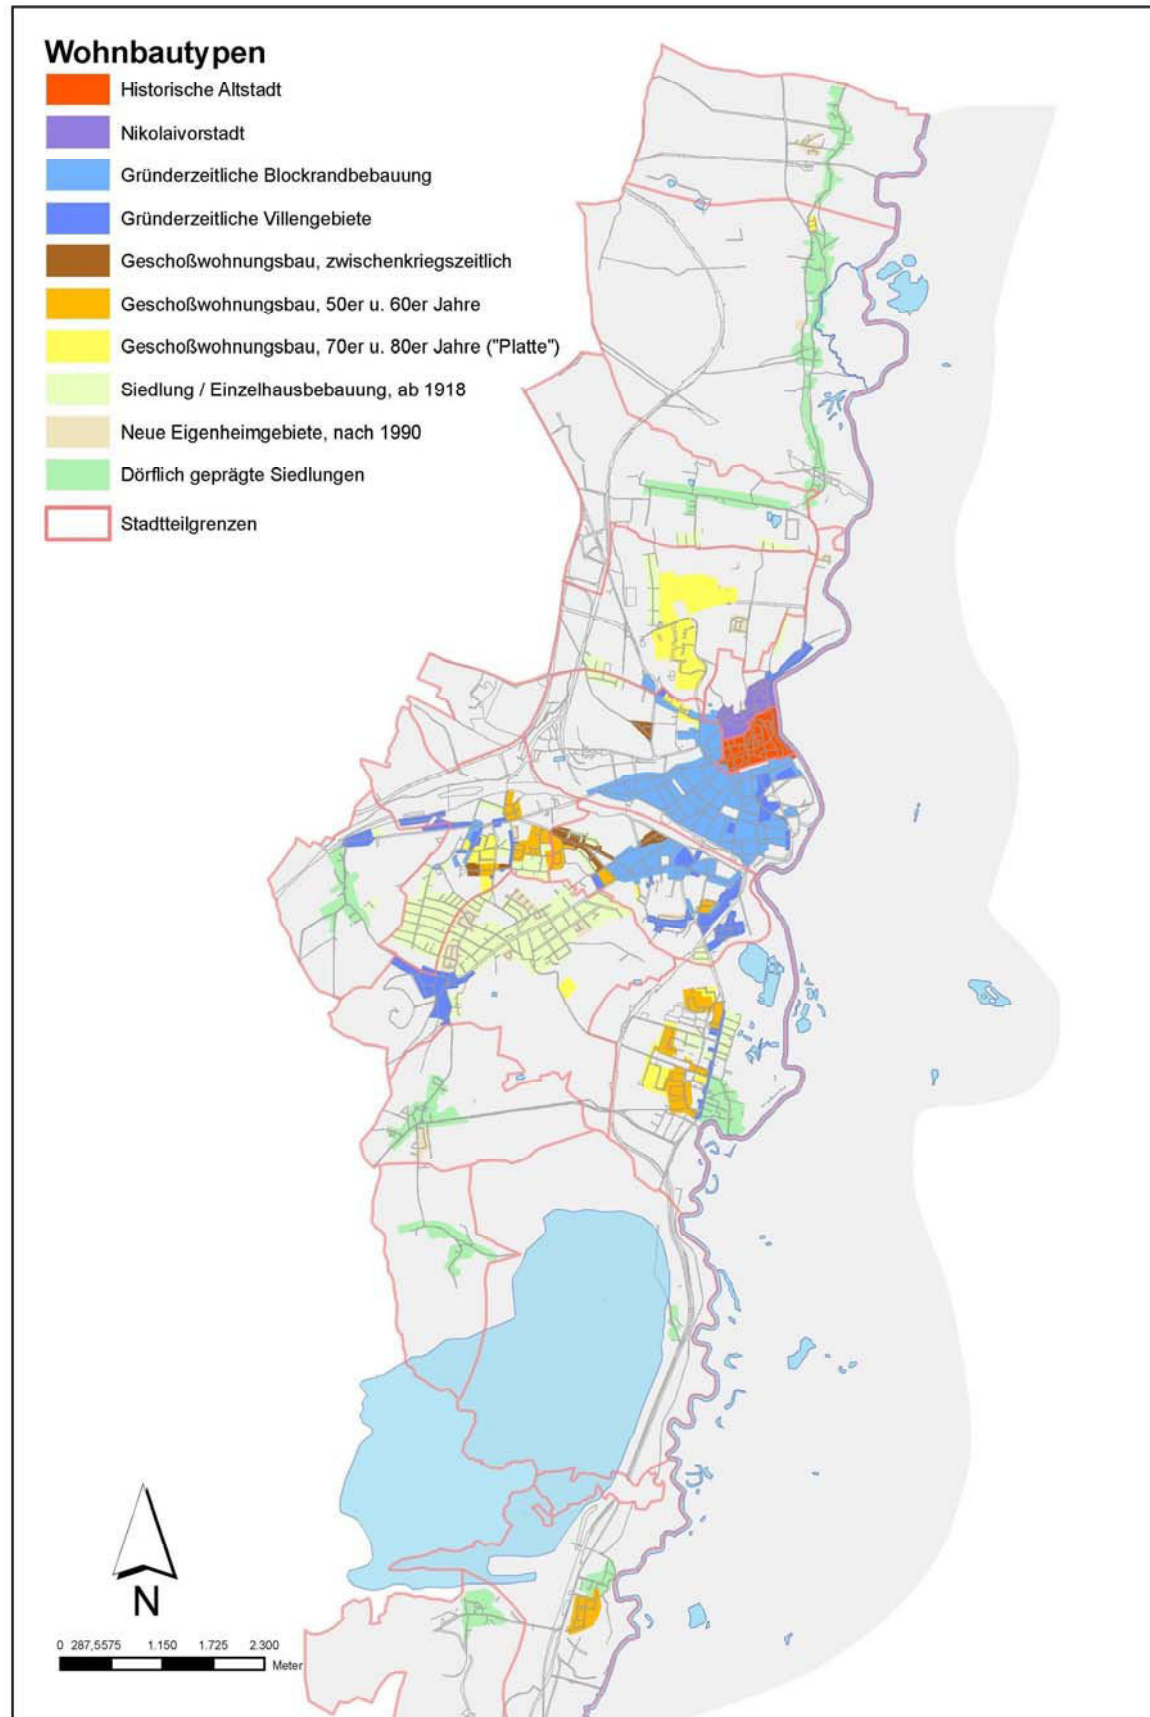 Wohnbautypen
Historische Altstadt
Nikolaivorstadt
Gründerzeitliche Blockrandbebauung
Gründerzeitliche Villengebiete
Geschoßwohnungsbau, zwischenkriegszeitlich
Geschoßwohnungsbau, 50er u. 60er Jahre
Geschoßwohnungsbau, 70er u. 80er Jahre ("Platte")
Siedlung / Einzelhausbebauung, ab 1918
Neue Eigenheimgebiete, nach 1990
Dörflich geprägte Siedlungen
Stadtteilgrenzen
N
0 287,5575 1.150 1.725 2.300
Meter